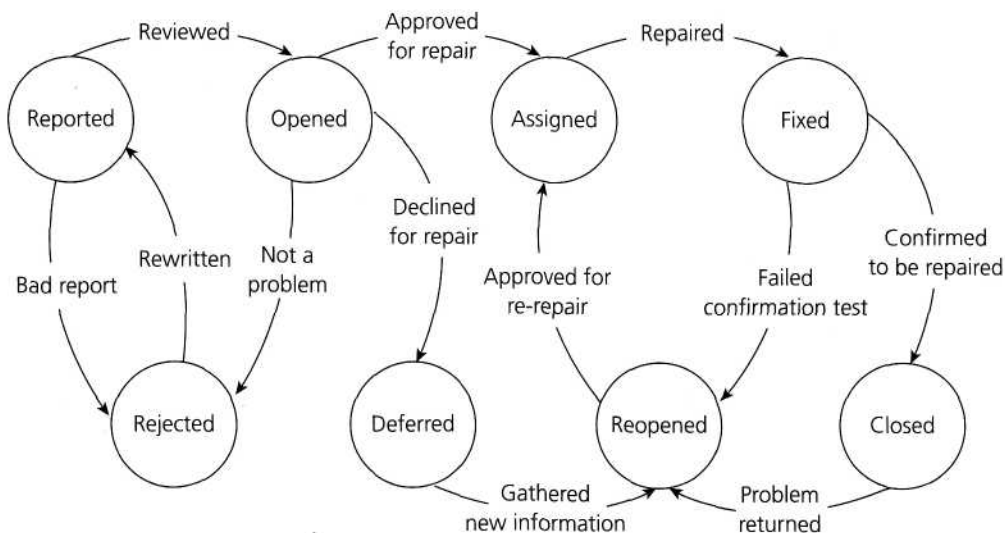 Reviewed
Approved
for repair
Repaired
Reported
Opened
Assigned
Fixed
Bad report
Rewritten
Not a
problem
Declined
for repair
Approved for
re-repair
Failed
confirmation test
Confirmed
to be repaired
Rejected
Deferred
Reopened
Closed
Gathered
new information
Problem
returned